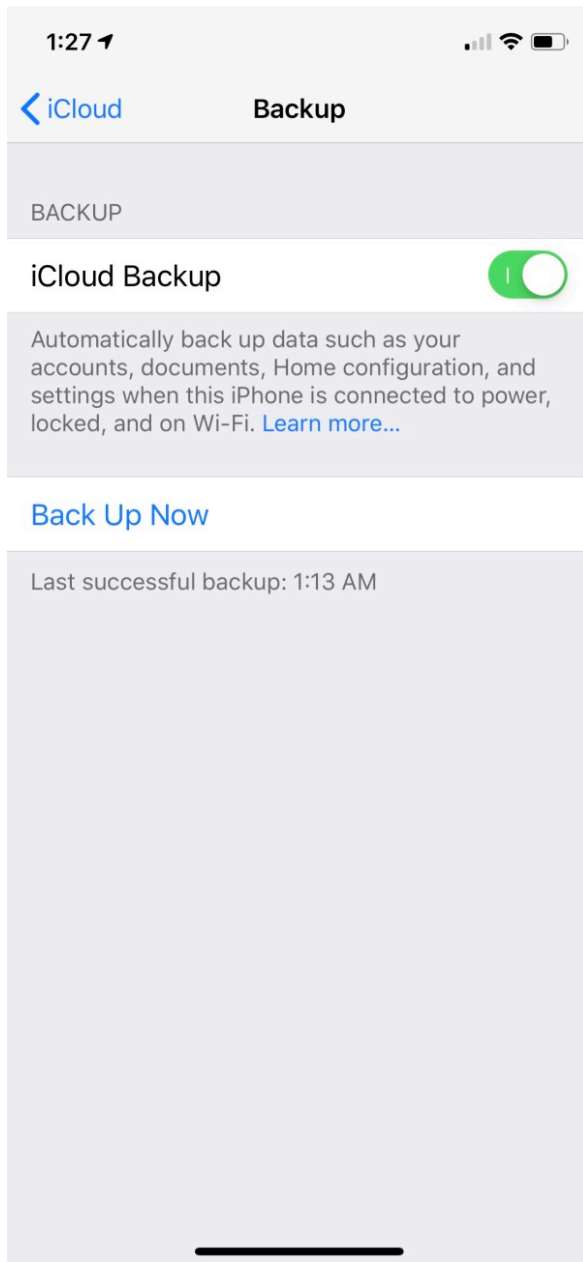 1:27
iCloud
Backup
BACKUP
iCloud Backup
Automatically back up data such as your
accounts, documents, Home configuration, and
settings when this iPhone is connected to power,
locked, and on Wi-Fi. Learn more...
Back Up Now
Last successful backup: 1:13 AM